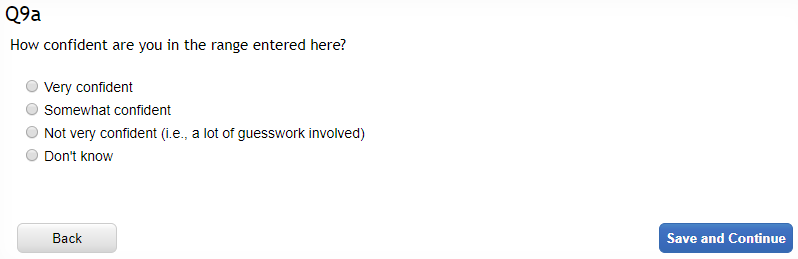 Q9a
How confident are you in the range entered here?
Very confident
Somewhat confident
Not very confident (i.e., a lot of guesswork involved)
Don't know
Back
Save and Continue